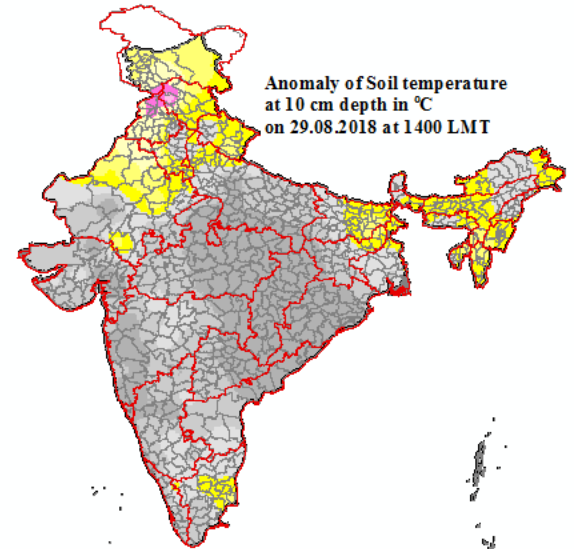 Anomaly of Soil temperature
at 10 cm depth in °C
on 29.08.2018 at 1400 LMT